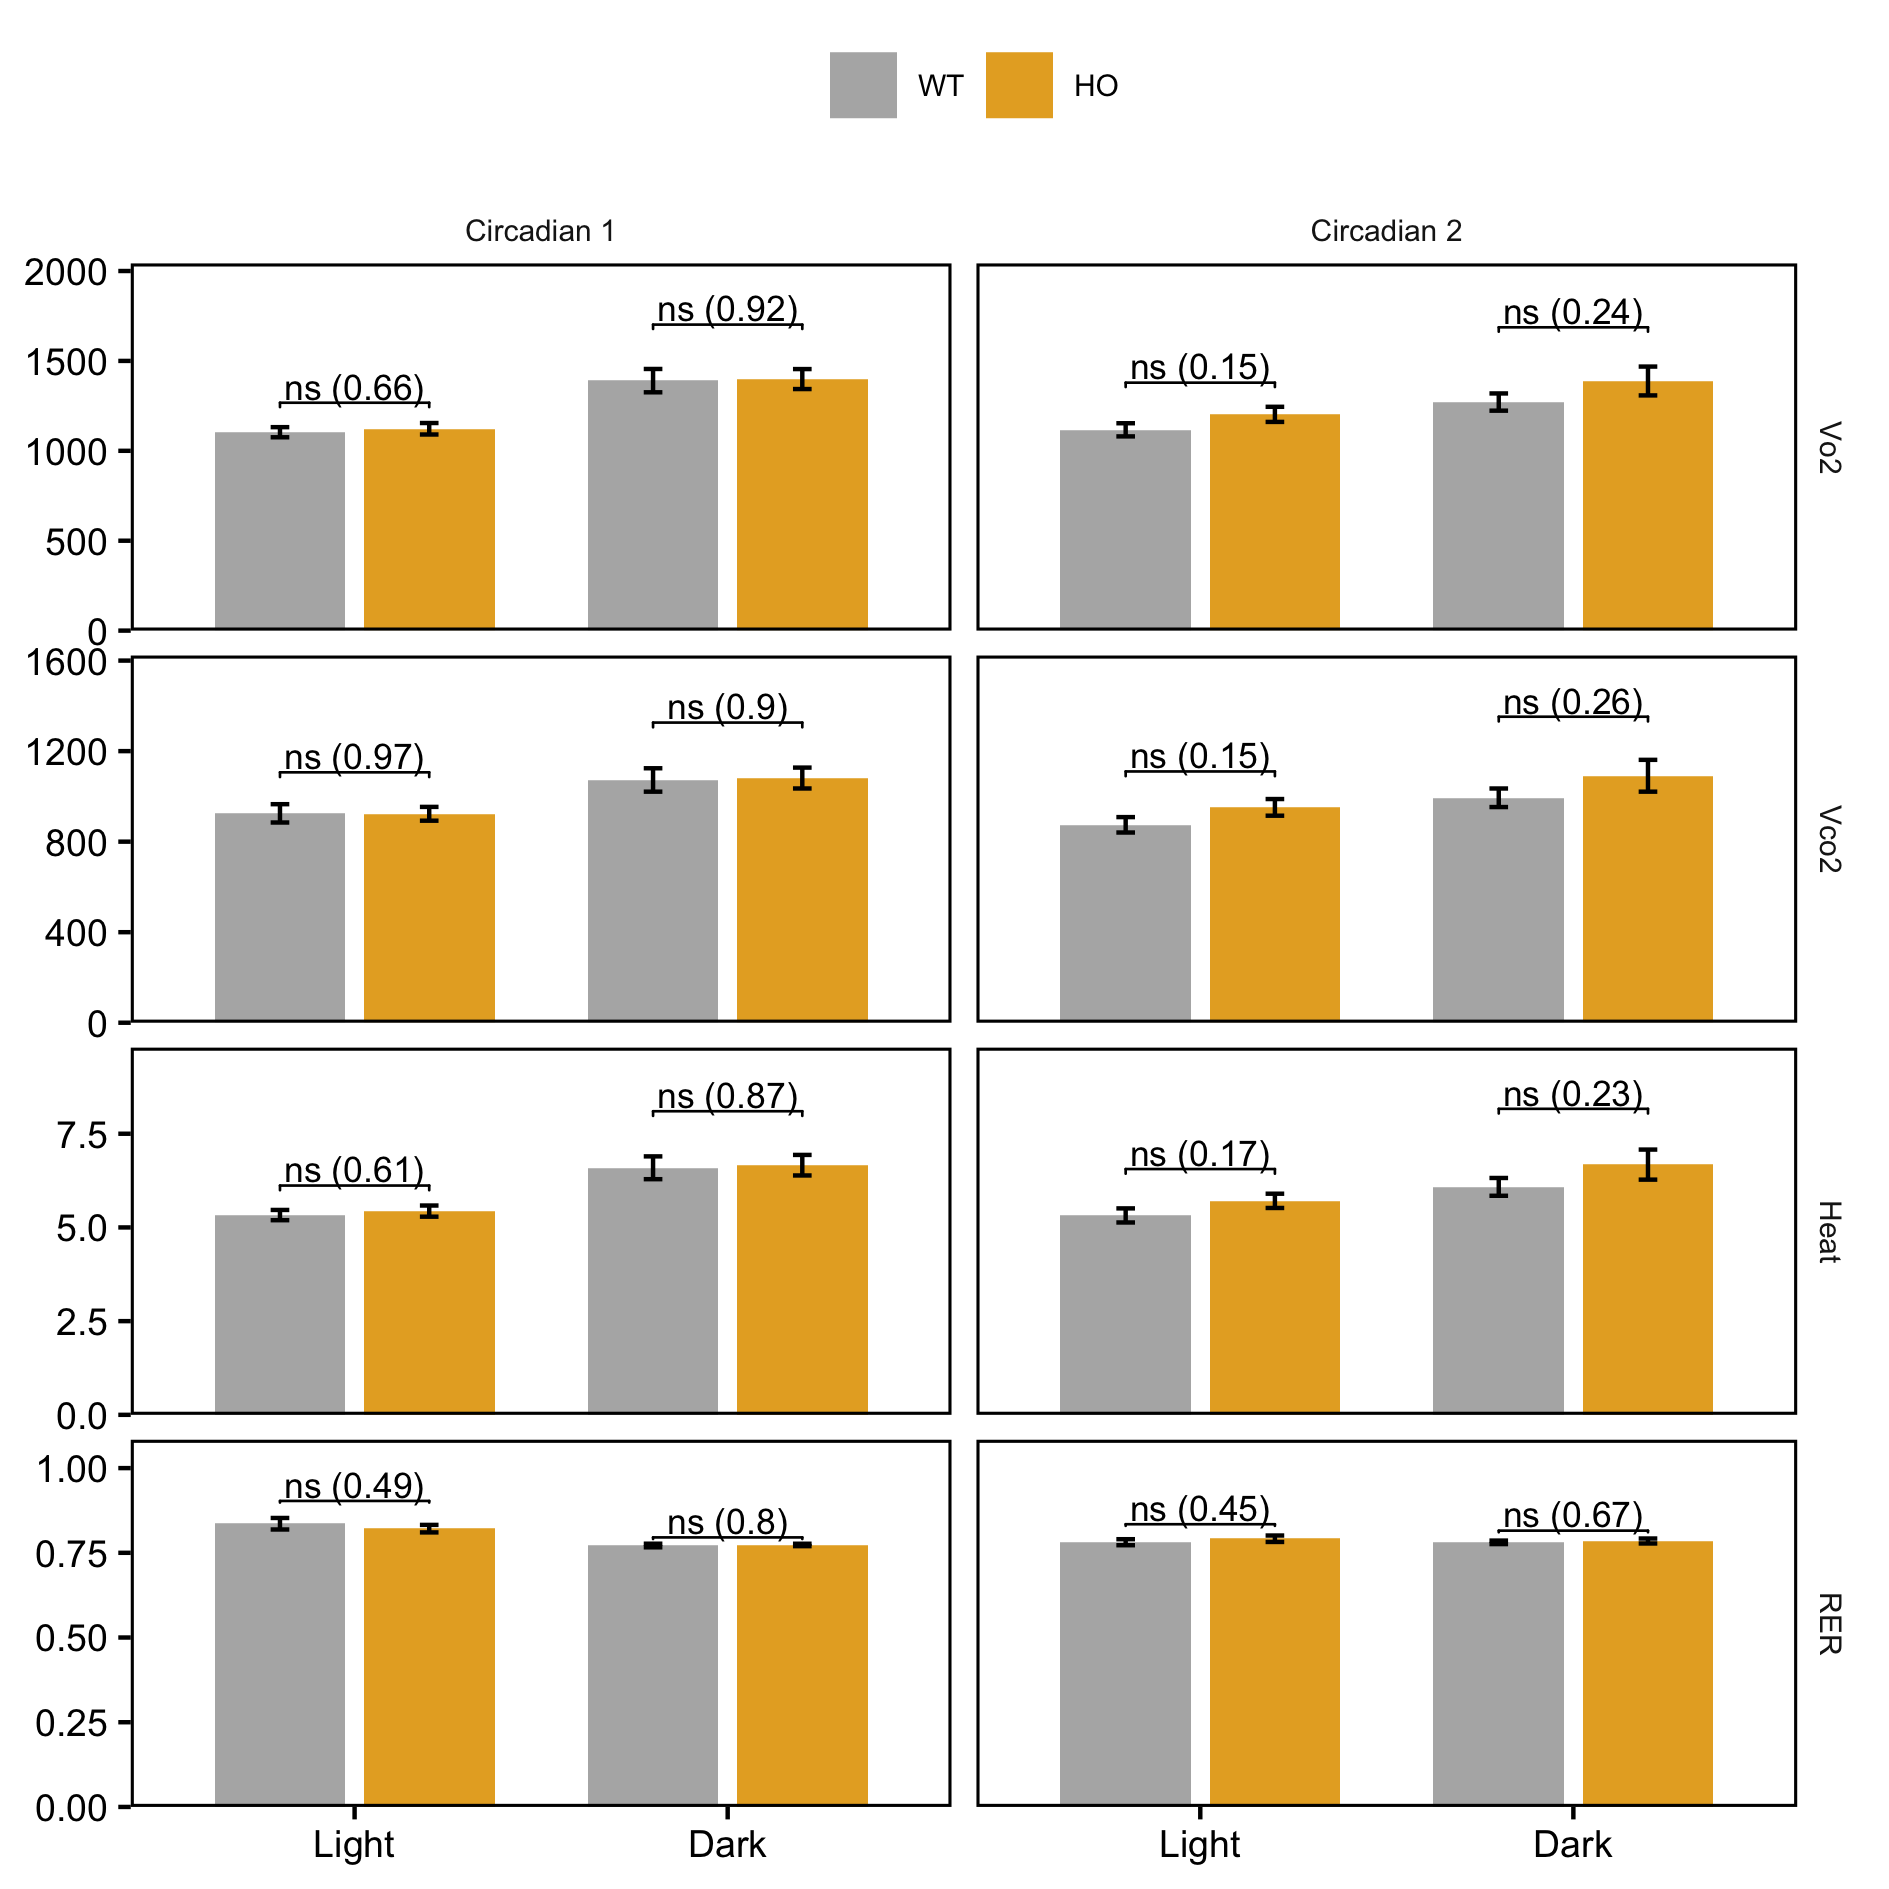 WT HO
Circadian 1 Circadian 2
2000
1500
1000
500
0
ns (0.66)
ns (0.92)
ns (0.15)
ns (0.24)
Vo2
1600
1200
800
400
0
ns (0.97)
ns (0.9)
ns (0.15)
ns (0.26)
Vco2
7.5
5.0
2.5
0.0
ns (0.61)
ns (0.87)
ns (0.17)
ns (0.23)
Heat
1.00
0.75
0.50
0.25
0.00
ns (0.49)
ns (0.8)
ns (0.45)
ns (0.67)
RER
Light Dark Light Dark